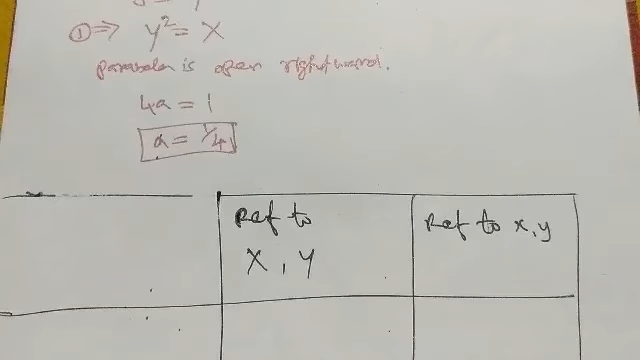 ①⇒ y² = x
parabola is open rightward.
4a = 1
a = 1/4
Ref to
X, Y
Ref to x, y